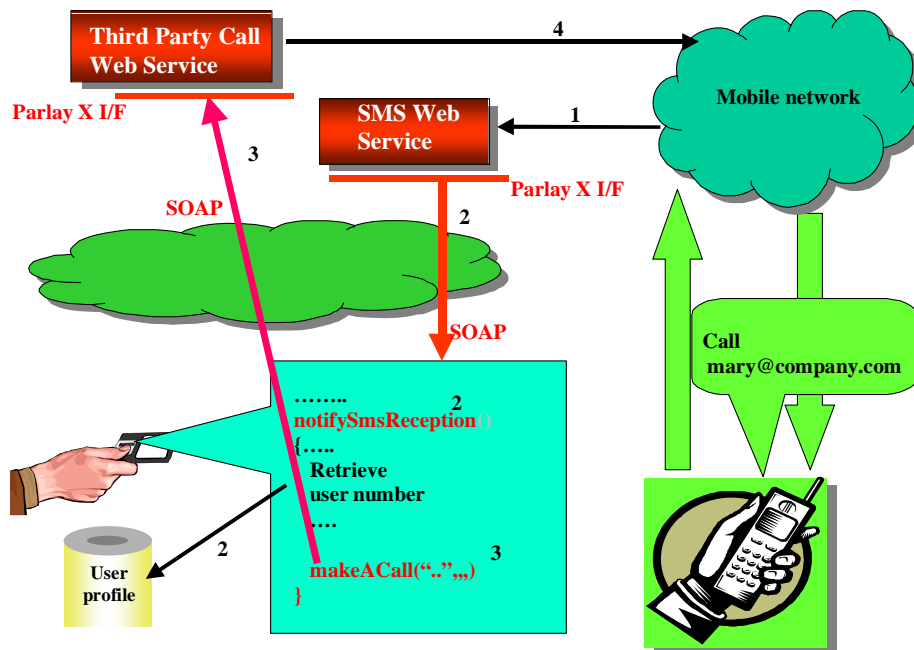 Third Party Call
Web Service
4
Parlay X I/F
SMS Web
Service
1
Mobile network
3
Parlay X I/F
SOAP
2
SOAP
Call
mary@company.com
……..
2
notifySmsReception()
{…..
Retrieve
user number
….
3
makeACall(“..”,,,)
}
2
User
profile